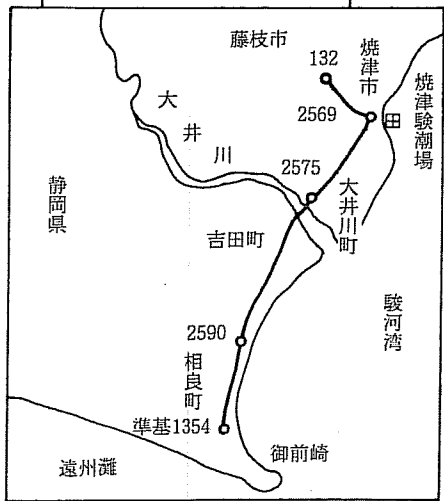 藤枝市
132
焼津市
焼津験潮場
2569
大井川
2575
大井川町
静岡県
吉田町
駿河湾
2590
相良町
準基1354
御前崎
遠州灘